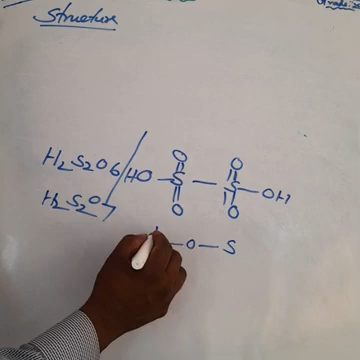 Structure
H2S2O6
H2S2O7
O O
HO – S – S – OH
O O
– O – S